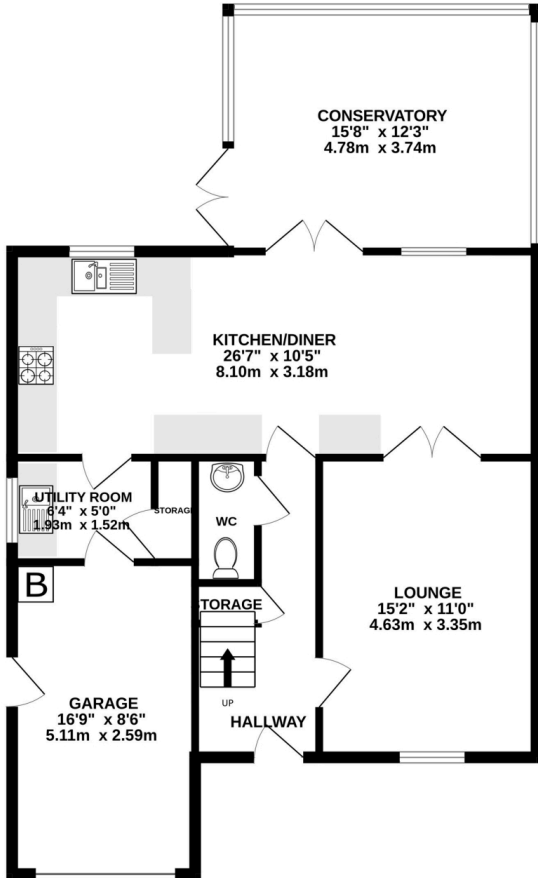 CONSERVATORY
15'8" x 12'3"
4.78m x 3.74m
KITCHEN/DINER
26'7" x 10'5"
8.10m x 3.18m
UTILITY ROOM
6'4" x 5'0"
1.93m x 1.52m
STORAGE
WC
B
STORAGE
LOUNGE
15'2" x 11'0"
4.63m x 3.35m
UP
HALLWAY
GARAGE
16'9" x 8'6"
5.11m x 2.59m